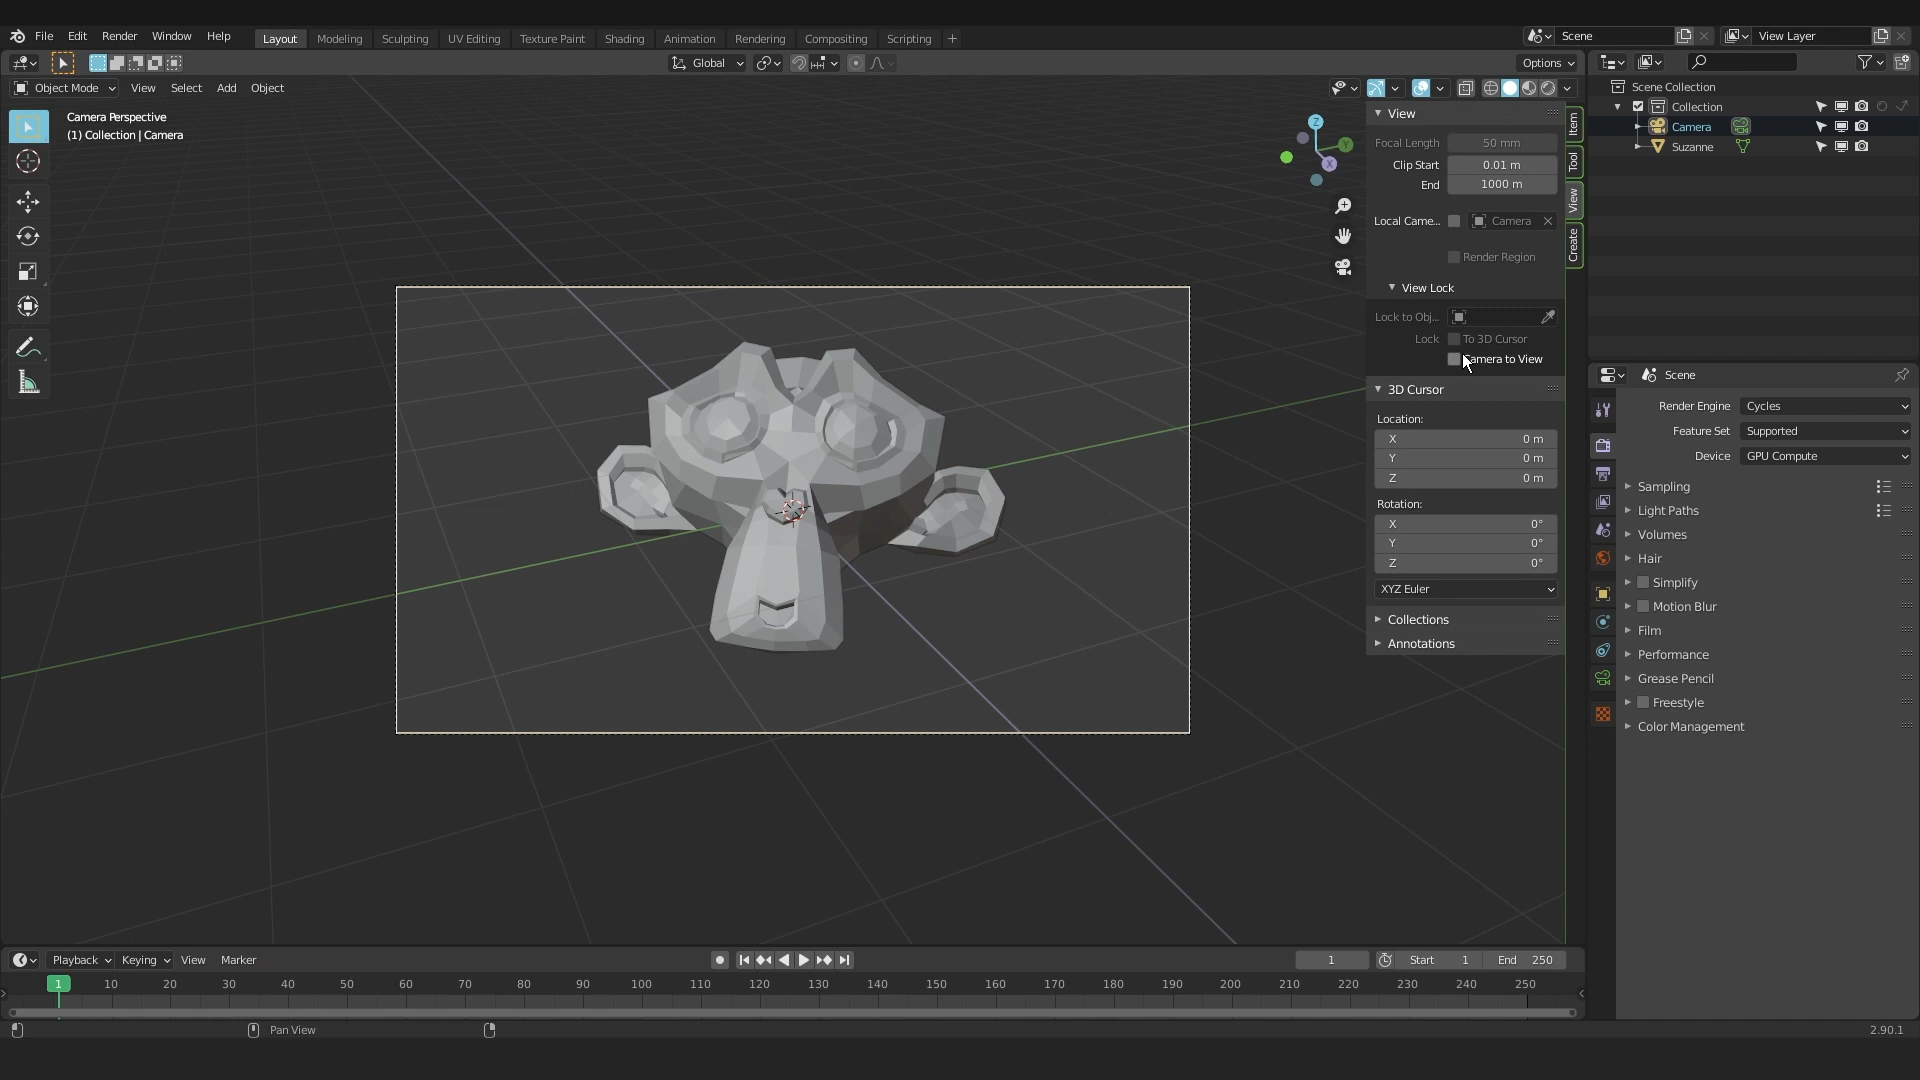 File Edit Render Window Help Layout Modeling Sculpting UV Editing Texture Paint Shading Animation Rendering Compositing Scripting + Scene View Layer
Global Options
Object Mode View Select Add Object
Camera Perspective
(1) Collection | Camera
Z
Y
X
View
Focal Length 50 mm
Clip Start 0.01 m
End 1000 m
Local Came... Camera
Render Region
View Lock
Lock to Obj...
Lock To 3D Cursor
Camera to View
3D Cursor
Location:
X 0 m
Y 0 m
Z 0 m
Rotation:
X 0°
Y 0°
Z 0°
XYZ Euler
Collections
Annotations
Item
Tool
View
Create
Scene Collection
Collection
Camera
Suzanne
Scene
Render Engine Cycles
Feature Set Supported
Device GPU Compute
Sampling
Light Paths
Volumes
Hair
Simplify
Motion Blur
Film
Performance
Grease Pencil
Freestyle
Color Management
Playback Keying View Marker 1 Start 1 End 250
1 10 20 30 40 50 60 70 80 90 100 110 120 130 140 150 160 170 180 190 200 210 220 230 240 250
Pan View 2.90.1